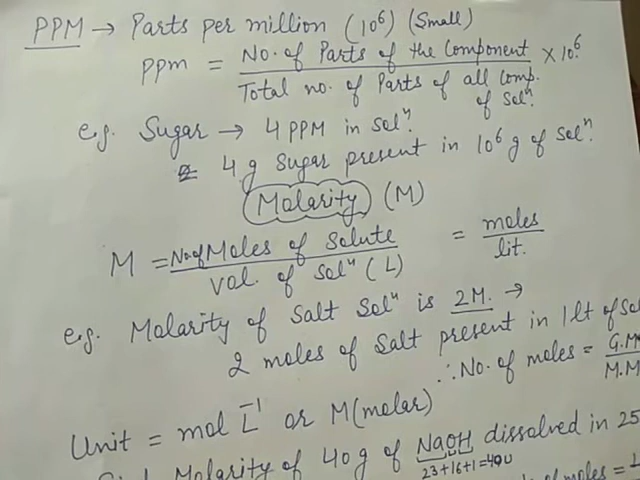 PPM → Parts per million (10⁶) (Small)
ppm = No. of Parts of the Component / Total no. of Parts of all Comp. of Solⁿ. × 10⁶
e.g. Sugar → 4 PPM in Solⁿ.
4 g Sugar present in 10⁶ g of Solⁿ.
Molarity (M)
M = No of Moles of Solute / Vol. of Solⁿ (L) = moles / lit.
e.g. Molarity of Salt Solⁿ is 2M. →
2 moles of Salt present in 1 lt of Sol
∴ No. of moles = G.M / M.M
Unit = mol L⁻¹ or M (molar)
Molarity of 40g of NaOH dissolved in 25
23+16+1=40
of moles =